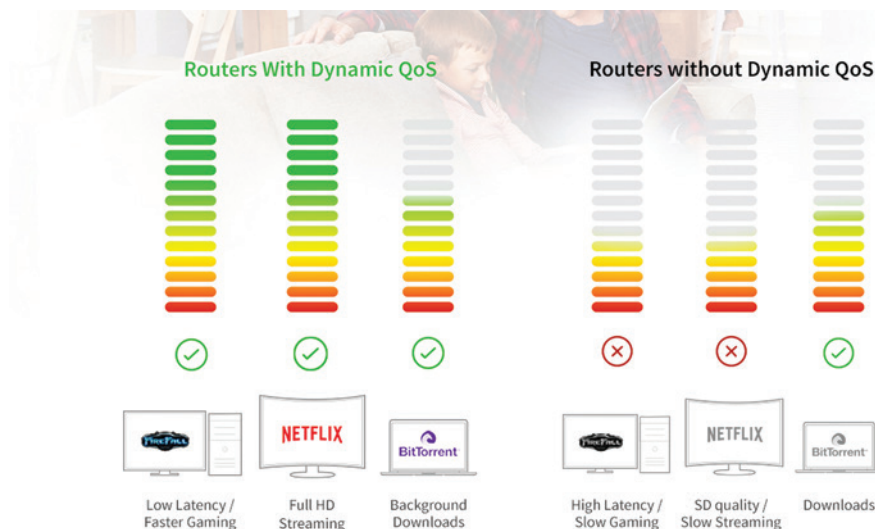 Routers With Dynamic QoS
Routers without Dynamic QoS
FIREFALL
NETFLIX
BitTorrent
FIREFALL
NETFLIX
BitTorrent
Low Latency /
Faster Gaming
Full HD
Streaming
Background
Downloads
High Latency /
Slow Gaming
SD quality /
Slow Streaming
Downloads